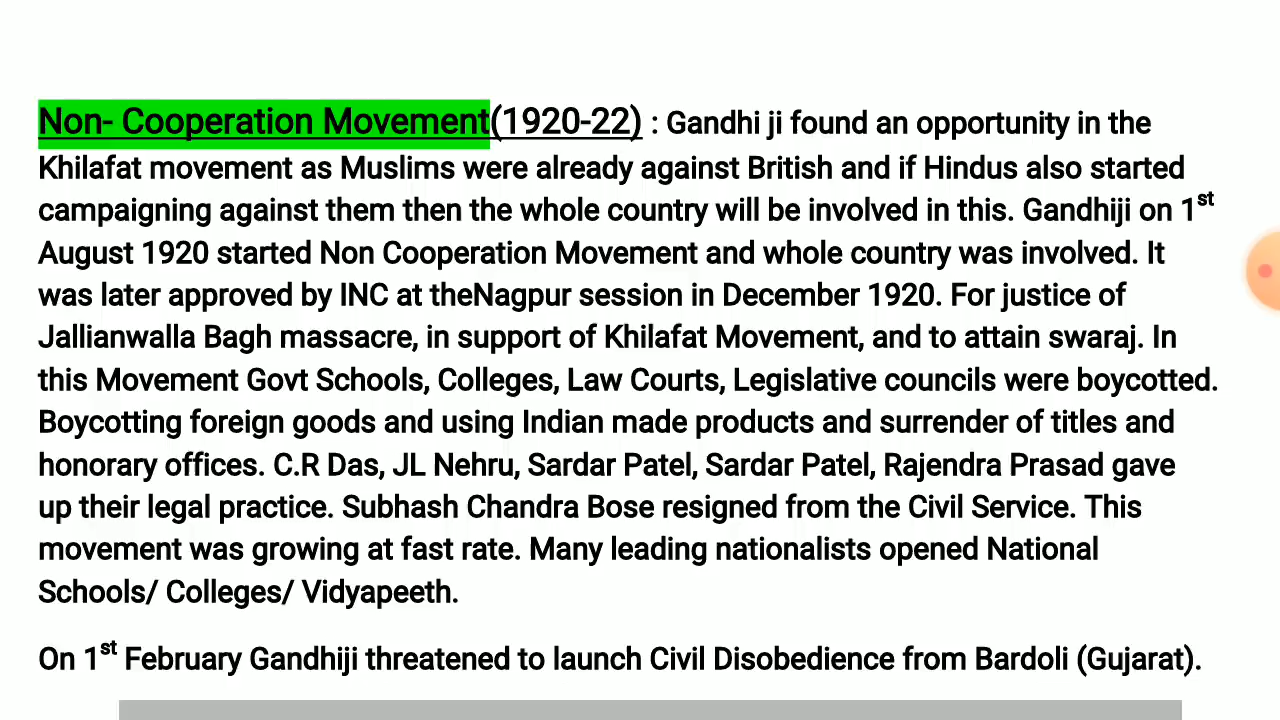 Non- Cooperation Movement(1920-22) : Gandhi ji found an opportunity in the
Khilafat movement as Muslims were already against British and if Hindus also started
campaigning against them then the whole country will be involved in this. Gandhiji on 1st
August 1920 started Non Cooperation Movement and whole country was involved. It
was later approved by INC at theNagpur session in December 1920. For justice of
Jallianwalla Bagh massacre, in support of Khilafat Movement, and to attain swaraj. In
this Movement Govt Schools, Colleges, Law Courts, Legislative councils were boycotted.
Boycotting foreign goods and using Indian made products and surrender of titles and
honorary offices. C.R Das, JL Nehru, Sardar Patel, Sardar Patel, Rajendra Prasad gave
up their legal practice. Subhash Chandra Bose resigned from the Civil Service. This
movement was growing at fast rate. Many leading nationalists opened National
Schools/ Colleges/ Vidyapeeth.
On 1st February Gandhiji threatened to launch Civil Disobedience from Bardoli (Gujarat).